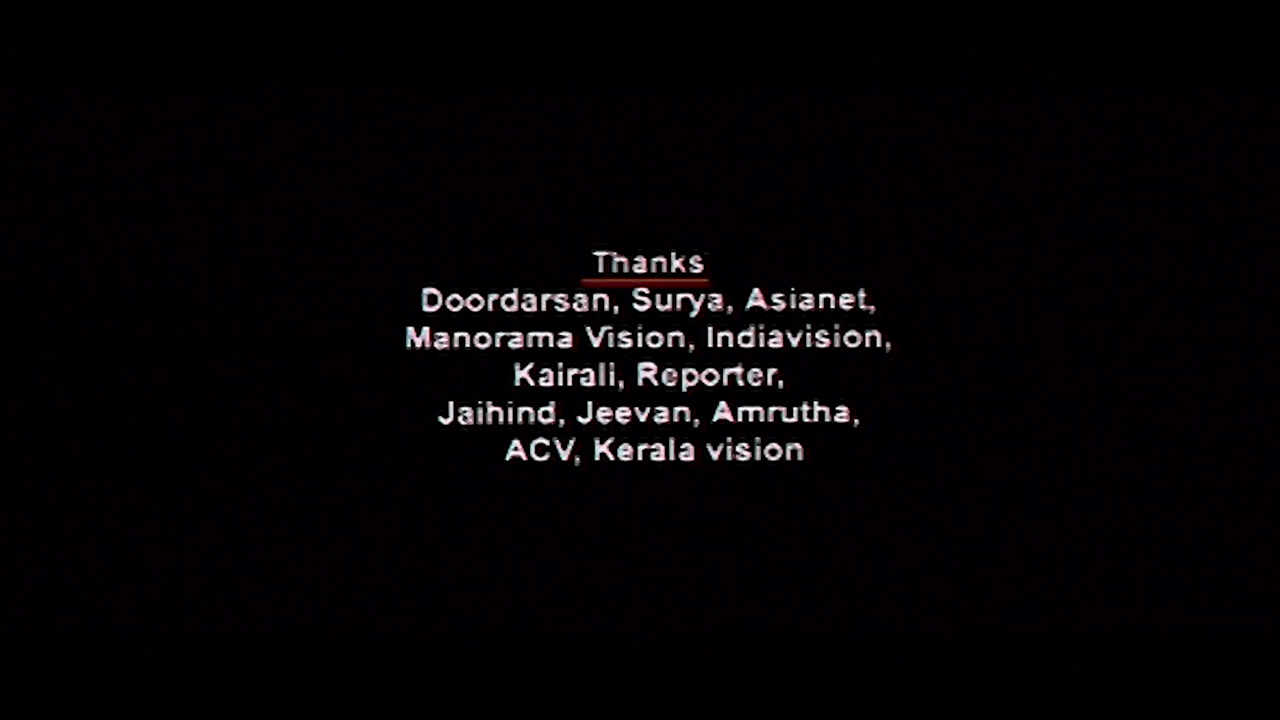 Thanks
Doordarsan, Surya, Asianet,
Manorama Vision, Indiavision,
Kairali, Reporter,
Jaihind, Jeevan, Amrutha,
ACV, Kerala vision